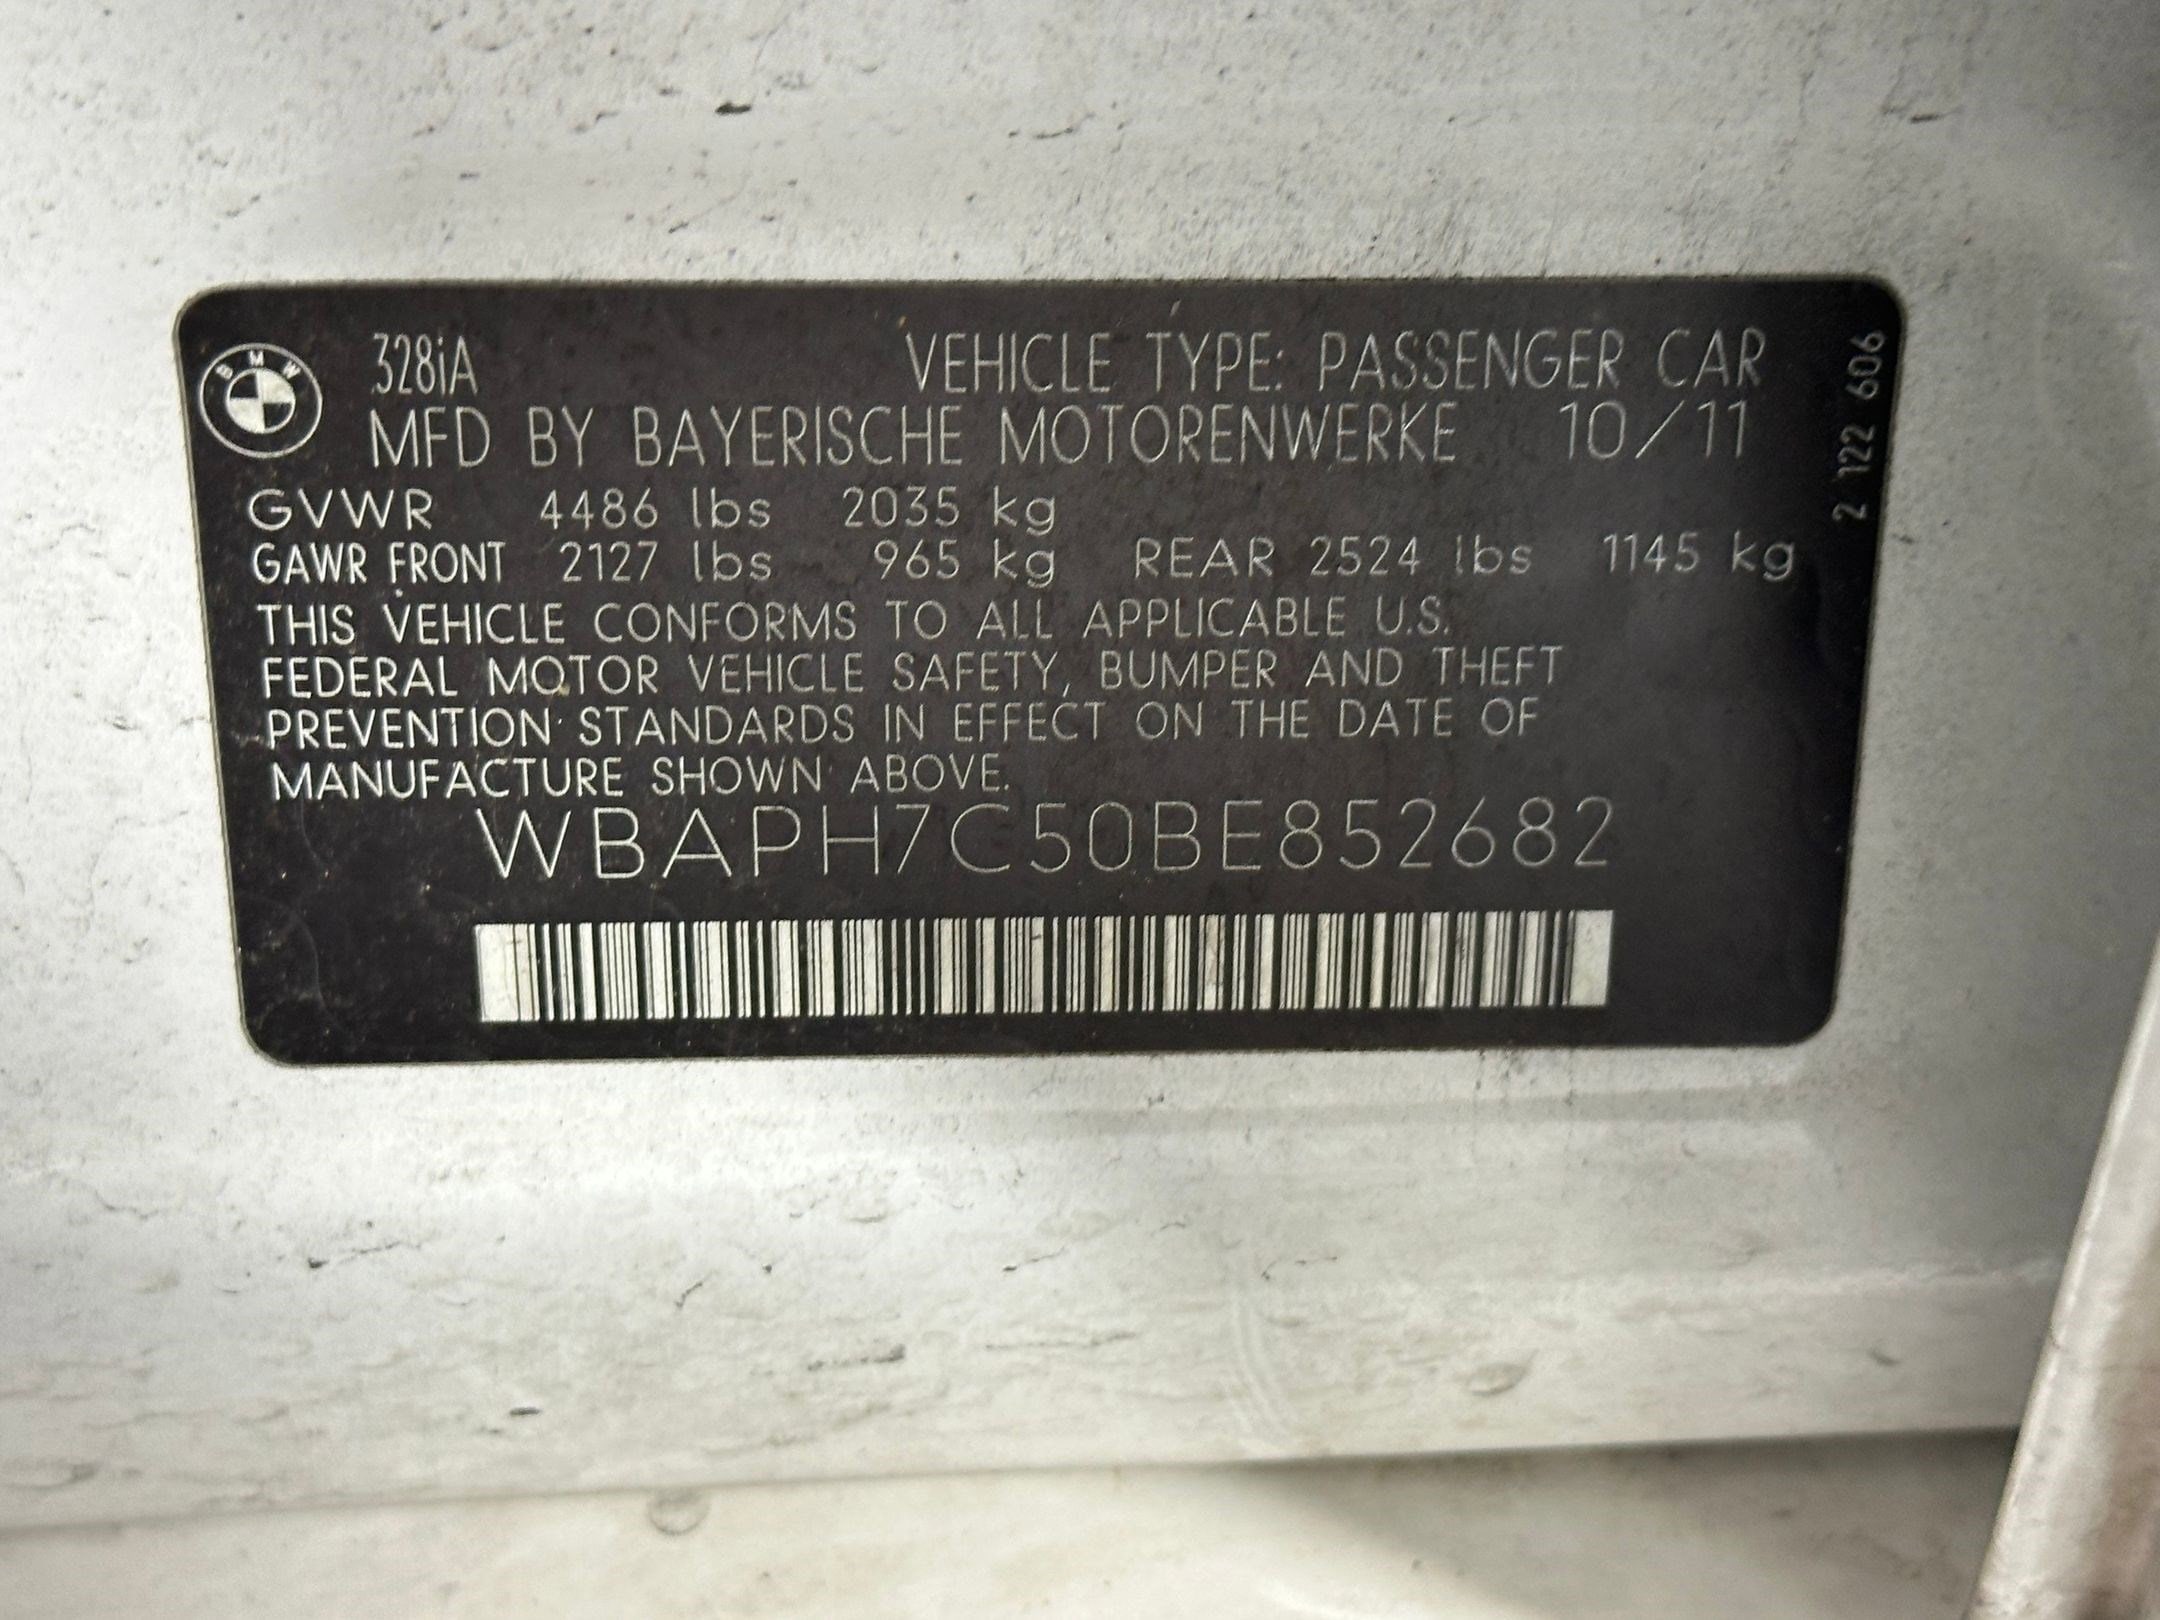 BMW
328iA VEHICLE TYPE: PASSENGER CAR
MFD BY BAYERISCHE MOTORENWERKE 10/11
GVWR 4486 lbs 2035 kg
GAWR FRONT 2127 lbs 965 kg REAR 2524 lbs 1145 kg
THIS VEHICLE CONFORMS TO ALL APPLICABLE U.S.
FEDERAL MOTOR VEHICLE SAFETY, BUMPER AND THEFT
PREVENTION STANDARDS IN EFFECT ON THE DATE OF
MANUFACTURE SHOWN ABOVE.
WBAPH7C50BE852682
2 122 606